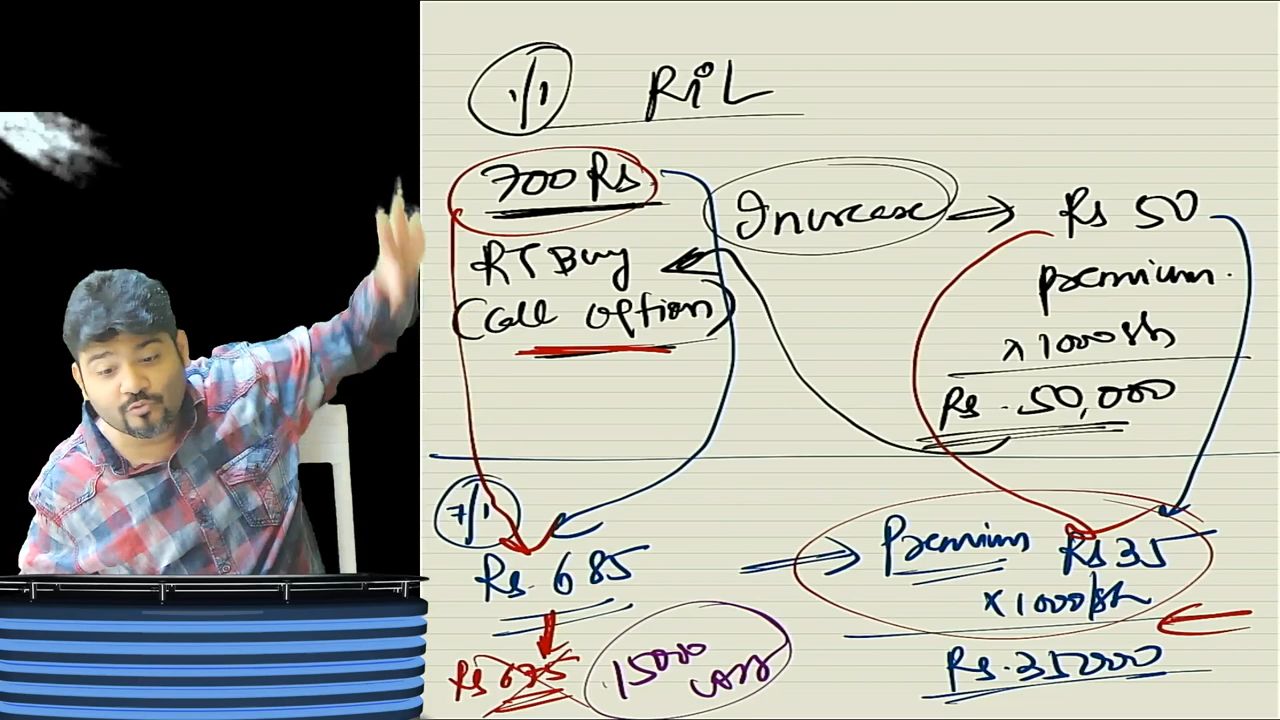 1/1 RiL
700 Rs
Increase ⇒ Rs 50
premium.
RT Buy
(Call option)
x 1000 sh
Rs. 50,000
7/1
Rs. 685 ⇒ Premium Rs 35
x 1000/sh
Rs. 35000
15000